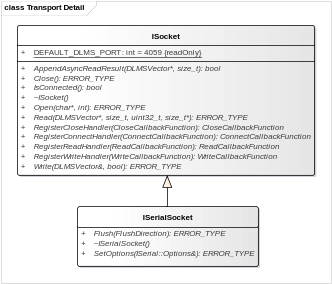 class Transport Detail
ISocket
+ DEFAULT_DLMS_PORT: int = 4059 {readOnly}
+ AppendAsyncReadResult(DLMSVector*, size_t): bool
+ Close(): ERROR_TYPE
+ IsConnected(): bool
+ ~ISocket()
+ Open(char*, int): ERROR_TYPE
+ Read(DLMSVector*, size_t, uint32_t, size_t*): ERROR_TYPE
+ RegisterCloseHandler(CloseCallbackFunction): CloseCallbackFunction
+ RegisterConnectHandler(ConnectCallbackFunction): ConnectCallbackFunction
+ RegisterReadHandler(ReadCallbackFunction): ReadCallbackFunction
+ RegisterWriteHandler(WriteCallbackFunction): WriteCallbackFunction
+ Write(DLMSVector&, bool): ERROR_TYPE
ISerialSocket
+ Flush(FlushDirection): ERROR_TYPE
+ ~ISerialSocket()
+ SetOptions(ISerial::Options&): ERROR_TYPE